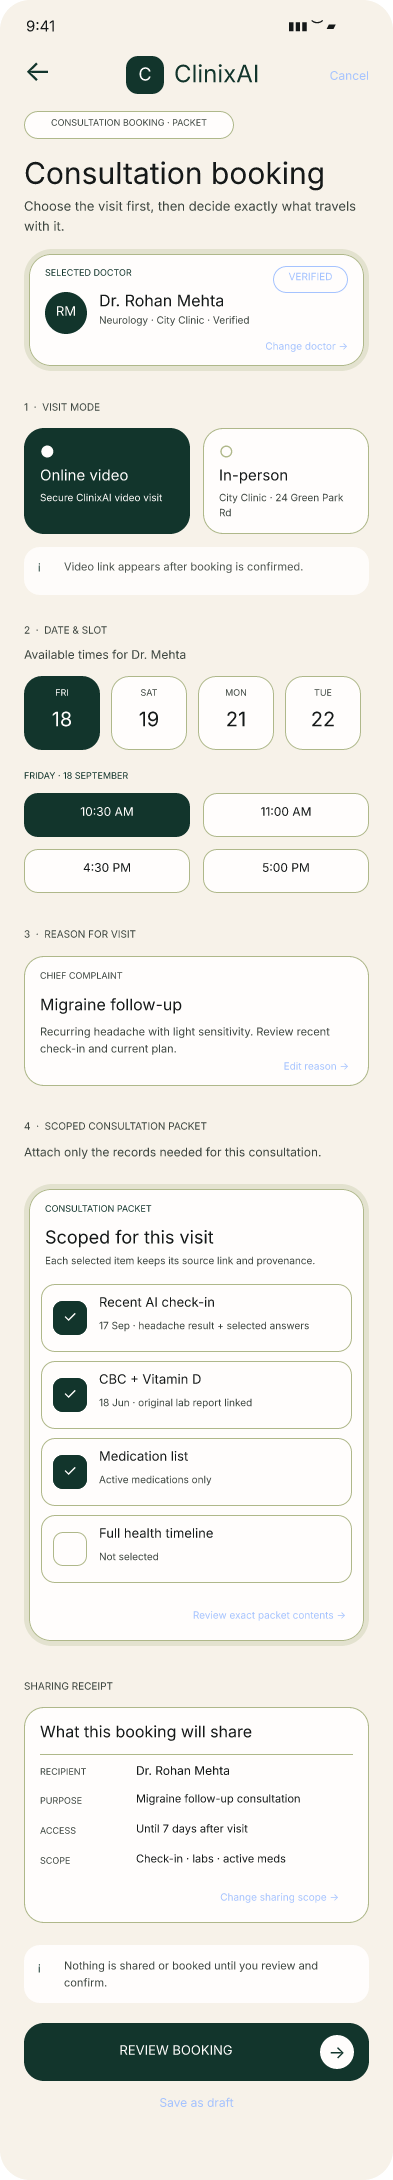 9:41
C ClinixAI
Cancel
CONSULTATION BOOKING · PACKET
Consultation booking
Choose the visit first, then decide exactly what travels
with it.
SELECTED DOCTOR
VERIFIED
RM
Dr. Rohan Mehta
Neurology · City Clinic · Verified
Change doctor →
1 · VISIT MODE
Online video
Secure ClinixAI video visit
In-person
City Clinic · 24 Green Park
Rd
i Video link appears after booking is confirmed.
2 · DATE & SLOT
Available times for Dr. Mehta
FRI
18
SAT
19
MON
21
TUE
22
FRIDAY · 18 SEPTEMBER
10:30 AM
11:00 AM
4:30 PM
5:00 PM
3 · REASON FOR VISIT
CHIEF COMPLAINT
Migraine follow-up
Recurring headache with light sensitivity. Review recent
check-in and current plan.
Edit reason →
4 · SCOPED CONSULTATION PACKET
Attach only the records needed for this consultation.
CONSULTATION PACKET
Scoped for this visit
Each selected item keeps its source link and provenance.
Recent AI check-in
17 Sep · headache result + selected answers
CBC + Vitamin D
18 Jun · original lab report linked
Medication list
Active medications only
Full health timeline
Not selected
Review exact packet contents →
SHARING RECEIPT
What this booking will share
RECIPIENT Dr. Rohan Mehta
PURPOSE Migraine follow-up consultation
ACCESS Until 7 days after visit
SCOPE Check-in · labs · active meds
Change sharing scope →
i Nothing is shared or booked until you review and
confirm.
REVIEW BOOKING →
Save as draft